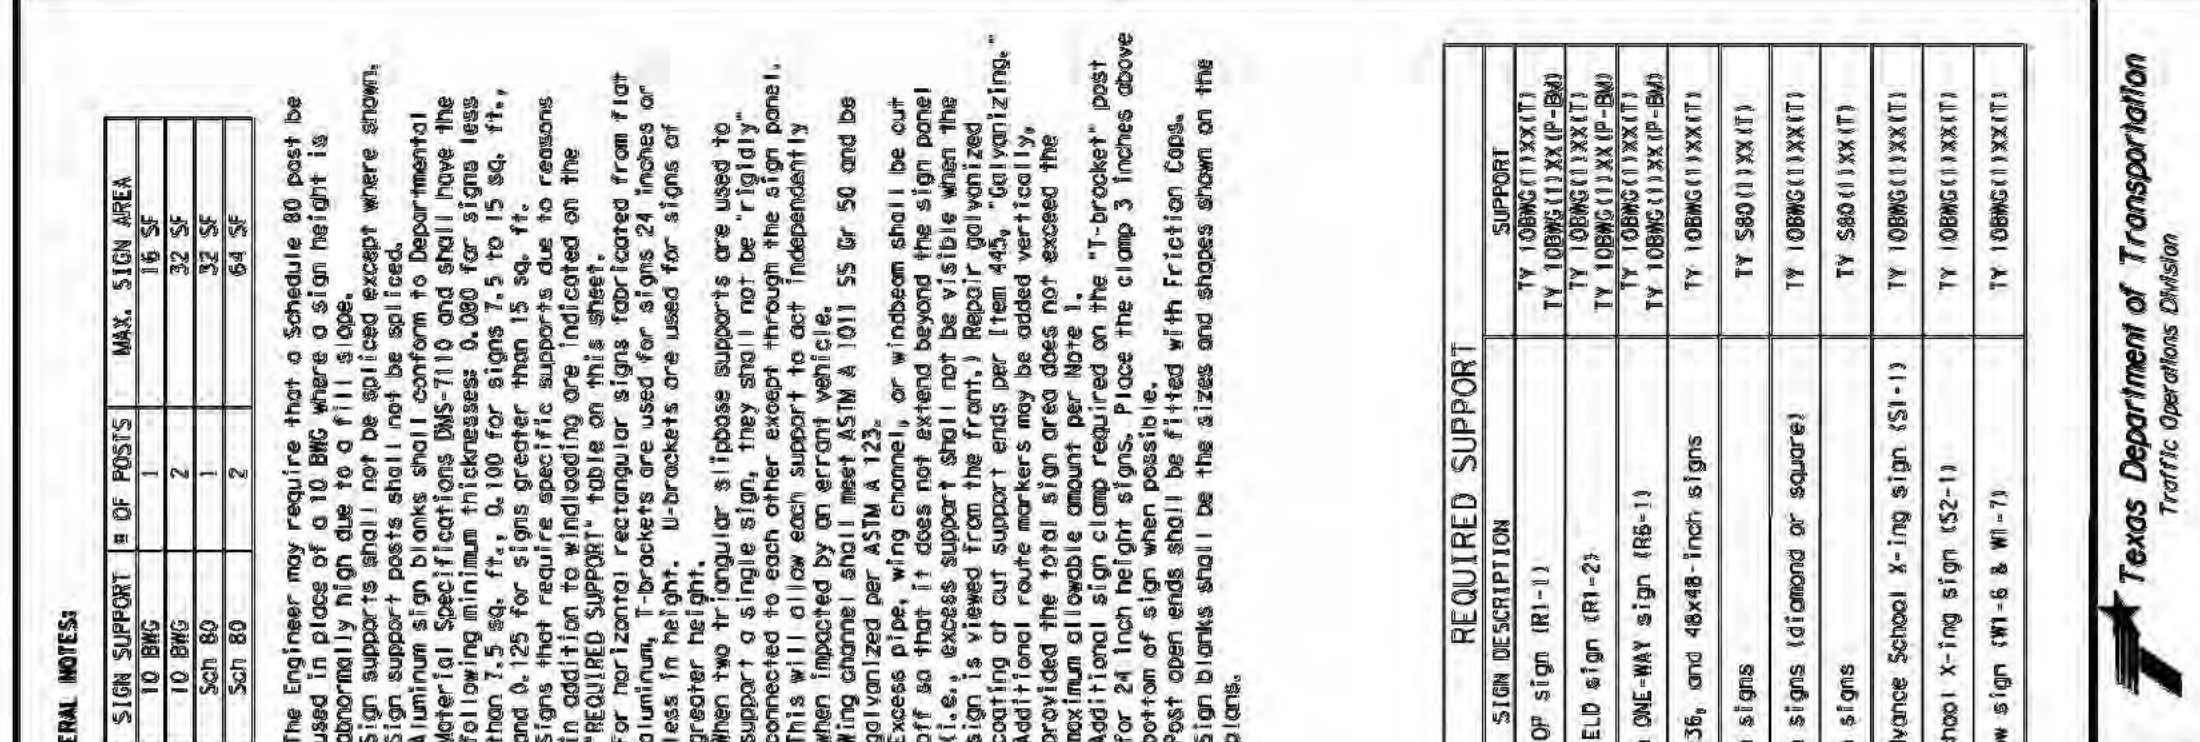 ERAL NOTES:
SIGN SUPPORT # OF POSTS MAX. SIGN AREA
10 BWG 1 16 SF
10 BWG 2 32 SF
Sch 80 1 32 SF
Sch 80 2 64 SF
The Engineer may require that a Schedule 80 post be
used in place of a 10 BWG where a sign height is
abnormally high due to a fill slope.
Sign supports shall not be spliced except where shown.
Sign support posts shall not be spliced.
Aluminum sign blanks shall conform to Departmental
Material Specifications DMS-7110 and shall have the
following minimum thicknesses: 0.080 for signs less
than 7.5 sq. ft., 0.100 for signs 7.5 to 15 sq. ft.,
and 0.125 for signs greater than 15 sq. ft.
Signs that require specific supports due to reasons
in addition to windloading are indicated on the
"REQUIRED SUPPORT" table on this sheet.
For horizontal rectangular signs fabricated from flat
aluminum, T-brackets are used for signs 24 inches or
less in height. U-brackets are used for signs of
greater height.
When two triangular slipbase supports are used to
support a single sign, they shall not be "rigidly"
connected to each other except through the sign panel.
This will allow each support to act independently
when impacted by an errant vehicle.
Wing channel shall meet ASTM A 1011 SS Gr 50 and be
galvanized per ASTM A 123.
Excess pipe, wing channel, or windbeam shall be cut
off so that it does not extend beyond the sign panel
(i.e., excess support shall not be visible when the
sign is viewed from the front.) Repair galvanized
coating at cut support ends per Item 445, "Galvanizing."
Additional route markers may be added vertically,
provided the total sign area does not exceed the
maximum allowable amount per Note 1.
Additional sign clamp required on the "T-bracket" post
for 24 inch height signs. Place the clamp 3 inches above
bottom of sign when possible.
Post open ends shall be fitted with Friction Caps.
Sign blanks shall be the sizes and shapes shown on the
plans.
REQUIRED SUPPORT
SIGN DESCRIPTION SUPPORT
OP sign (R1-1) TY 10BWG(1)XX(T)
TY 10BWG(1)XX(P-BM)
ELD sign (R1-2) TY 10BWG(1)XX(T)
TY 10BWG(1)XX(P-BM)
ONE-WAY sign (R6-1) TY 10BWG(1)XX(T)
TY 10BWG(1)XX(P-BM)
36, and 48x48-inch signs TY 10BWG(1)XX(T)
signs TY S80(1)XX(T)
signs (diamond or square) TY 10BWG(1)XX(T)
signs TY S80(1)XX(T)
vance School X-ing sign (S1-1) TY 10BWG(1)XX(T)
hool X-ing sign (S2-1) TY 10BWG(1)XX(T)
w sign (W1-6 & W1-7) TY 10BWG(1)XX(T)
Texas Department of Transportation
Traffic Operations Division